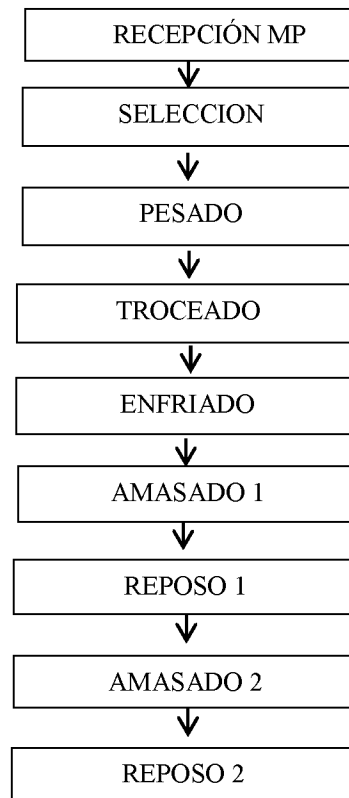 RECEPCIÓN MP
SELECCION
PESADO
TROCEADO
ENFRIADO
AMASADO 1
REPOSO 1
AMASADO 2
REPOSO 2